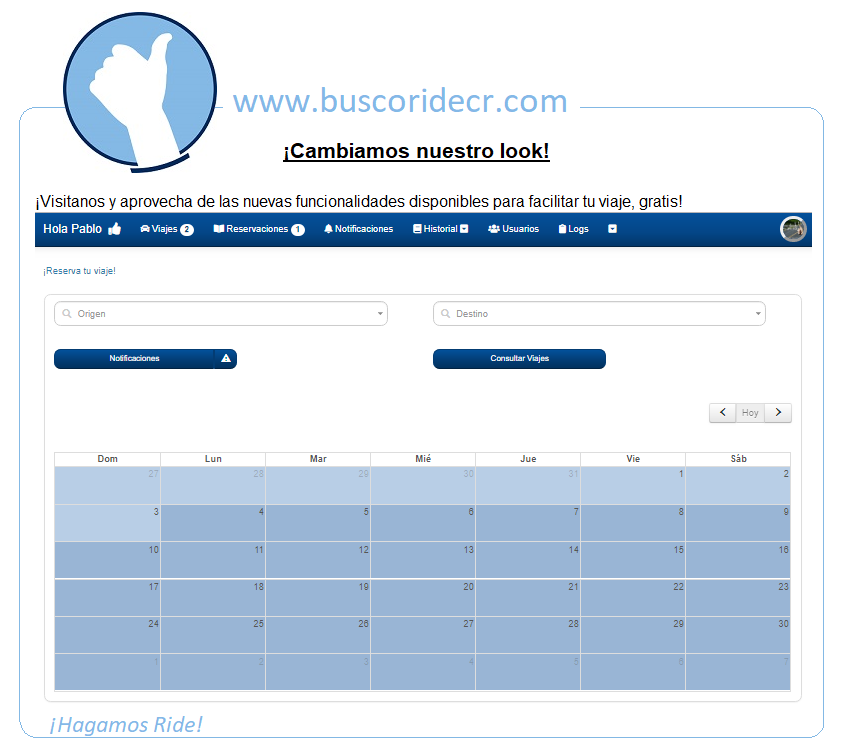 www.buscoridecr.com
¡Cambiamos nuestro look!
¡Visitanos y aprovecha de las nuevas funcionalidades disponibles para facilitar tu viaje, gratis!
Hola Pablo Viajes 2 Reservaciones 1 Notificaciones Historial Usuarios Logs
¡Reserva tu viaje!
Origen Destino
Notificaciones Consultar Viajes
Hoy
Dom Lun Mar Mié Jue Vie Sáb
27 28 29 30 31 1 2
3 4 5 6 7 8 9
10 11 12 13 14 15 16
17 18 19 20 21 22 23
24 25 26 27 28 29 30
1 2 3 4 5 6 7
¡Hagamos Ride!